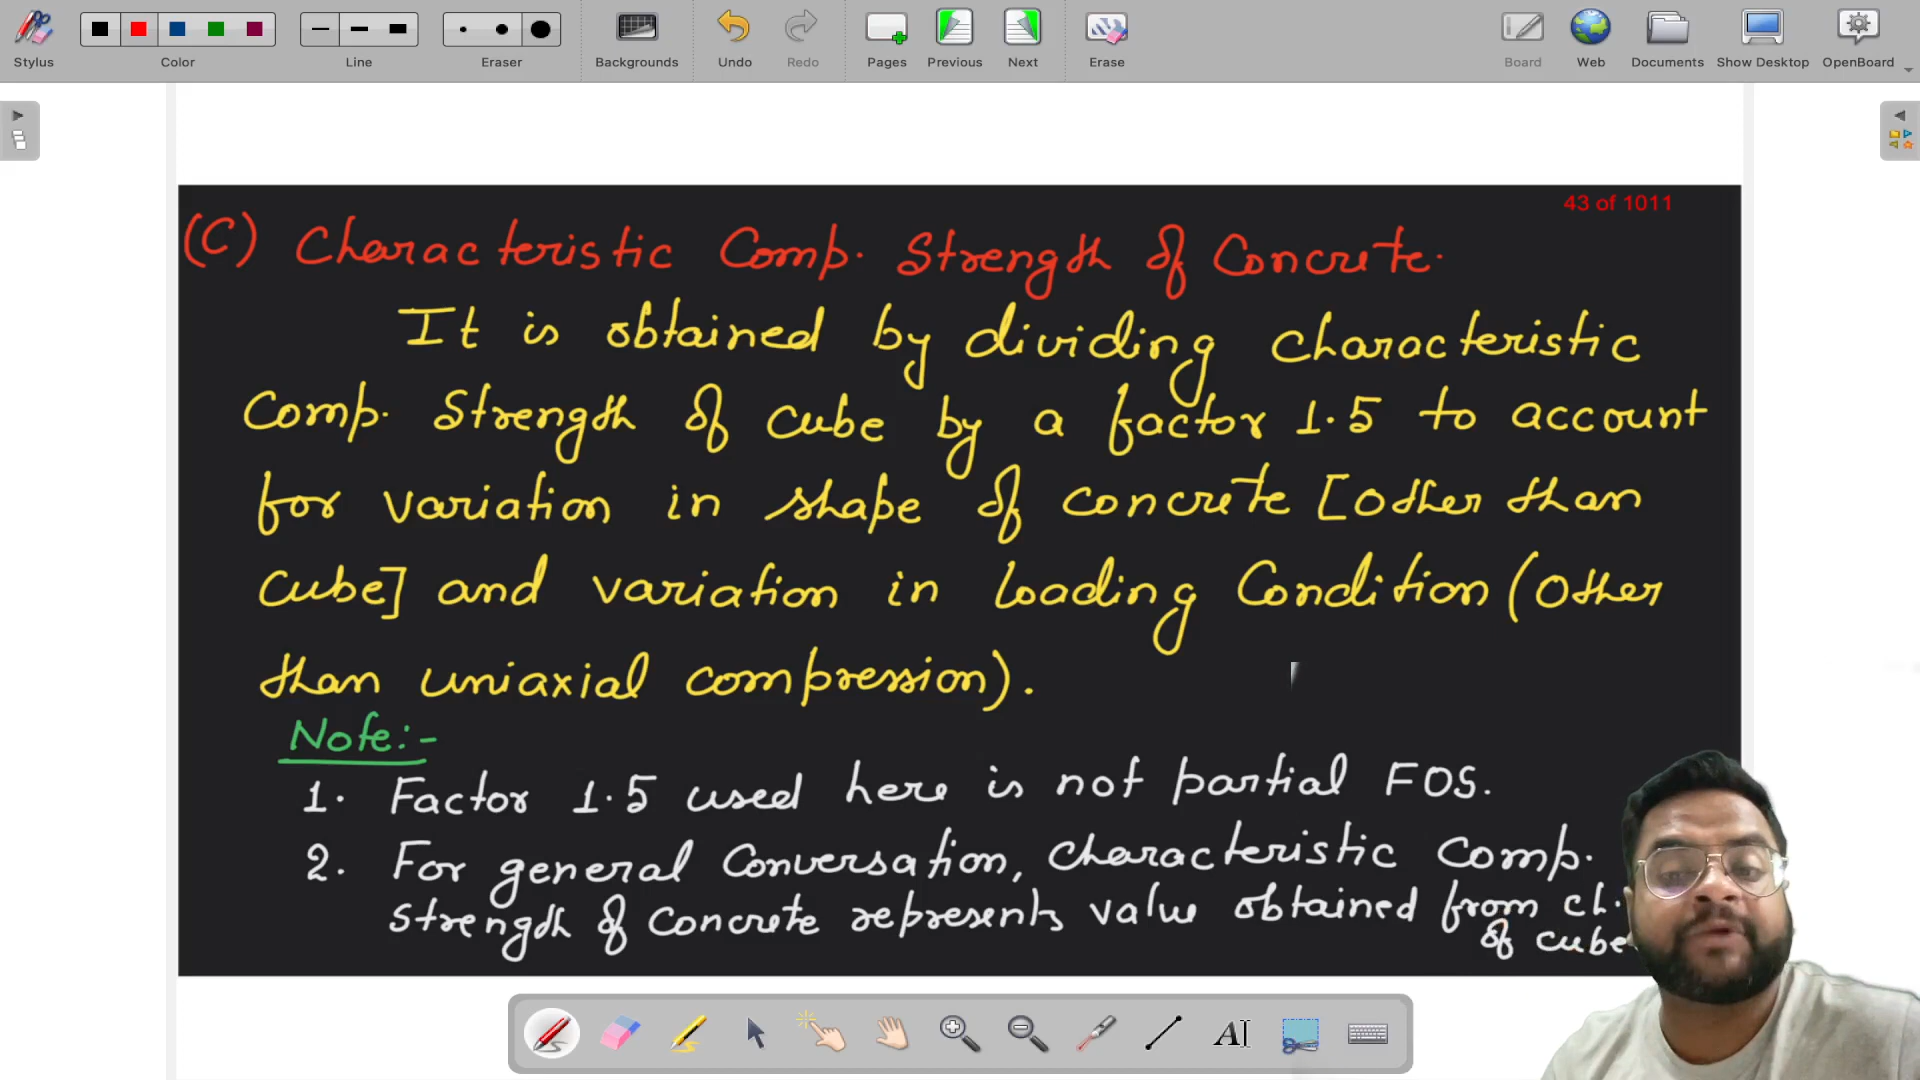 Stylus Color Line Eraser Backgrounds Undo Redo Pages Previous Next Erase Board Web Documents Show Desktop OpenBoard
43 of 1011
(C) Characteristic Comp. Strength of Concrete.
It is obtained by dividing characteristic
Comp. Strength of cube by a factor 1.5 to account
for variation in shape of concrete [other than
cube] and variation in loading Condition (other
than uniaxial compression).
Note:-
1. Factor 1.5 used here is not partial FOS.
2. For general Conversation, characteristic comp.
strength of concrete represents value obtained from ch.
of cube